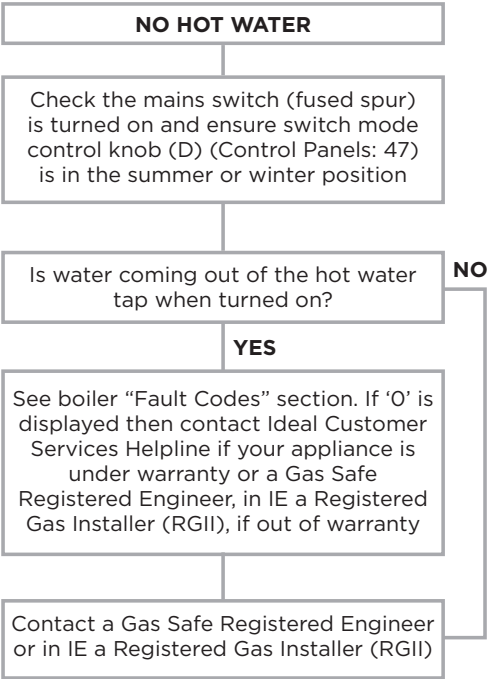 NO HOT WATER
Check the mains switch (fused spur)
is turned on and ensure switch mode
control knob (D) (Control Panels: 47)
is in the summer or winter position
Is water coming out of the hot water
tap when turned on?
NO
YES
See boiler “Fault Codes” section. If ‘0’ is
displayed then contact Ideal Customer
Services Helpline if your appliance is
under warranty or a Gas Safe
Registered Engineer, in IE a Registered
Gas Installer (RGII), if out of warranty
Contact a Gas Safe Registered Engineer
or in IE a Registered Gas Installer (RGII)